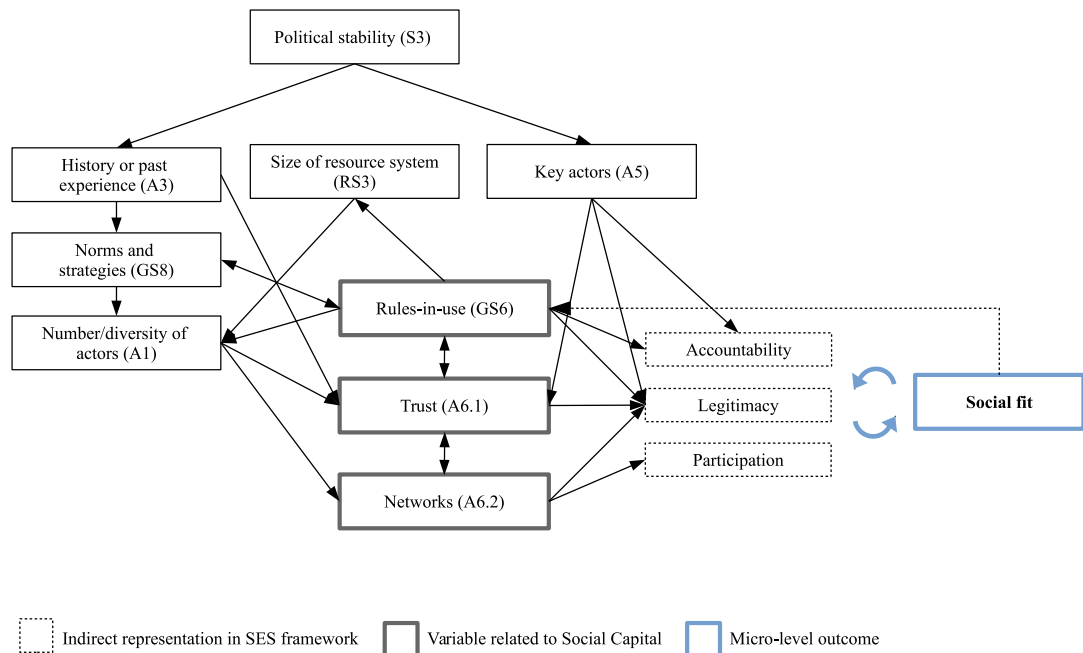 Political stability (S3)
History or past
experience (A3)
Size of resource system
(RS3)
Key actors (A5)
Norms and
strategies (GS8)
Rules-in-use (GS6)
Number/diversity of
actors (A1)
Accountability
Trust (A6.1)
Legitimacy
Social fit
Participation
Networks (A6.2)
Indirect representation in SES framework
Variable related to Social Capital
Micro-level outcome